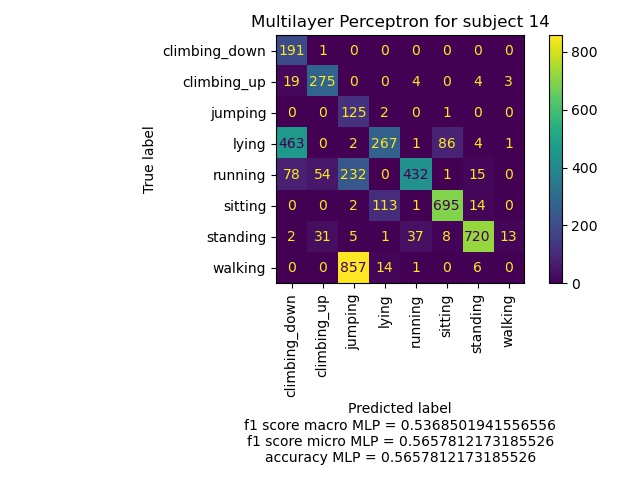 Multilayer Perceptron for subject 14
climbing_down 191 1 0 0 0 0 0 0
climbing_up 19 275 0 0 4 0 4 3
jumping 0 0 125 2 0 1 0 0
lying 463 0 2 267 1 86 4 1
running 78 54 232 0 432 1 15 0
sitting 0 0 2 113 1 695 14 0
standing 2 31 5 1 37 8 720 13
walking 0 0 857 14 1 0 6 0
True label
climbing_down climbing_up jumping lying running sitting standing walking
Predicted label
800
600
400
200
0
f1 score macro MLP = 0.5368501941556556
f1 score micro MLP = 0.5657812173185526
accuracy MLP = 0.5657812173185526